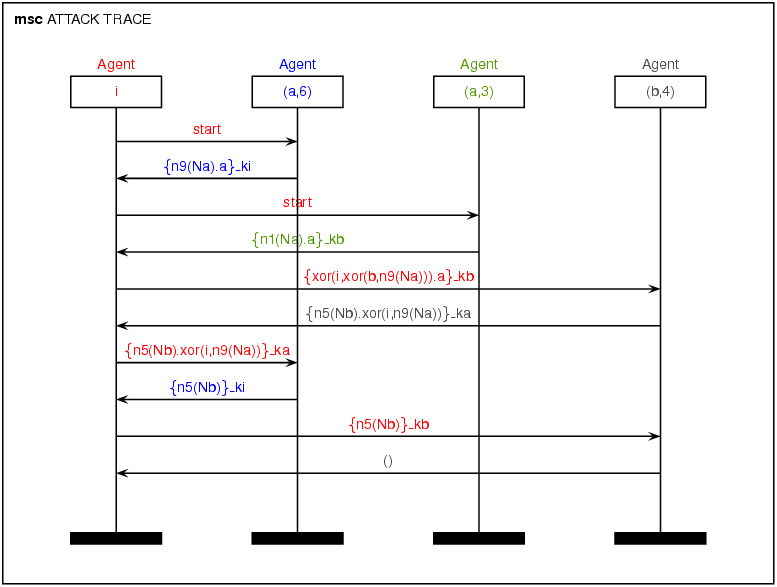 msc ATTACK TRACE
Agent Agent Agent Agent
i (a,6) (a,3) (b,4)
start
{n9(Na).a}_ki
start
{n1(Na).a}_kb
{xor(i,xor(b,n9(Na))).a}_kb
{n5(Nb).xor(i,n9(Na))}_ka
{n5(Nb).xor(i,n9(Na))}_ka
{n5(Nb)}_ki
{n5(Nb)}_kb
()